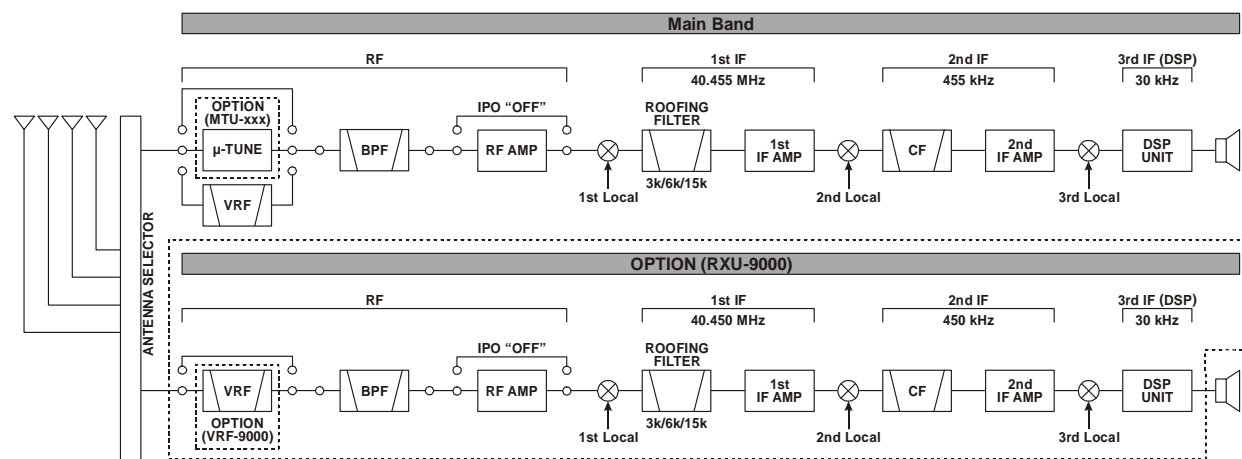 Main Band
RF
1st IF
40.455 MHz
2nd IF
455 kHz
3rd IF (DSP)
30 kHz
OPTION
(MTU-xxx)
µ-TUNE
VRF
BPF
IPO “OFF”
RF AMP
1st Local
ROOFING
FILTER
3k/6k/15k
1st
IF AMP
2nd Local
CF
2nd
IF AMP
3rd Local
DSP
UNIT
ANTENNA SELECTOR
OPTION (RXU-9000)
RF
1st IF
40.450 MHz
2nd IF
450 kHz
3rd IF (DSP)
30 kHz
VRF
OPTION
(VRF-9000)
BPF
IPO “OFF”
RF AMP
1st Local
ROOFING
FILTER
3k/6k/15k
1st
IF AMP
2nd Local
CF
2nd
IF AMP
3rd Local
DSP
UNIT